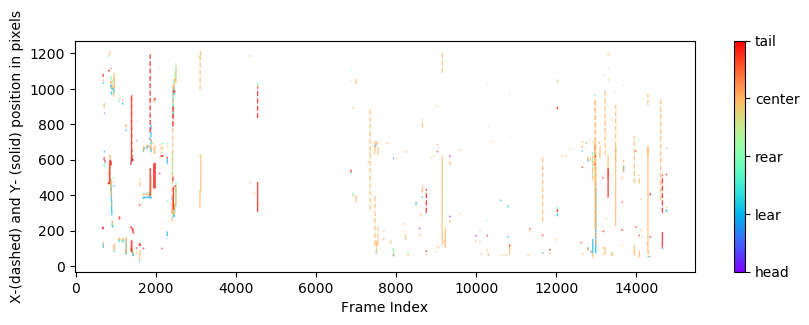 X-(dashed) and Y- (solid) position in pixels
1200
1000
800
600
400
200
0
0 2000 4000 6000 8000 10000 12000 14000
Frame Index
tail
center
rear
lear
head